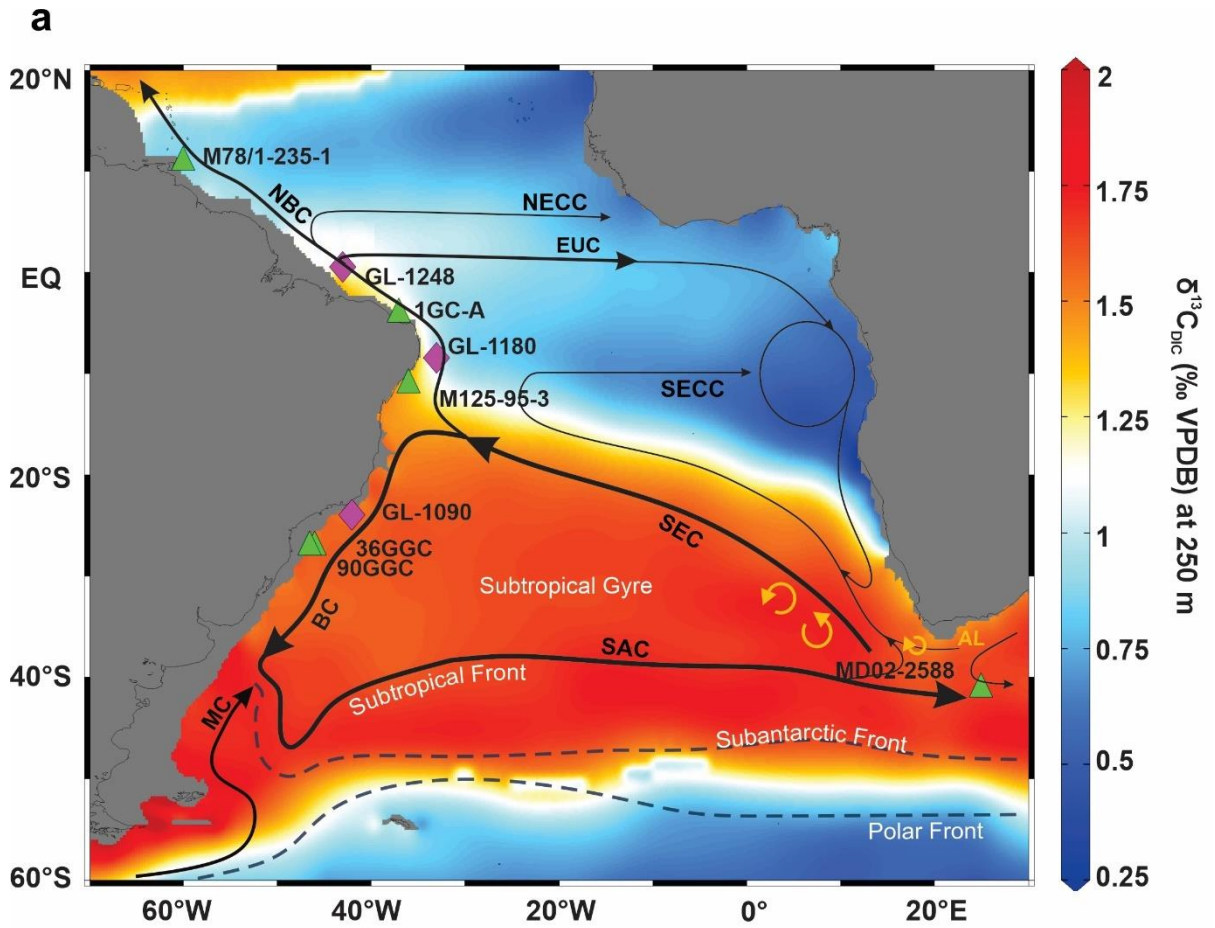 a
20°N
EQ
20°S
40°S
60°S
60°W
40°W
20°W
0°
20°E
M78/1-235-1
NBC
NECC
EUC
GL-1248
1GC-A
GL-1180
SECC
M125-95-3
GL-1090
SEC
36GGC
90GGC
Subtropical Gyre
BC
AL
SAC
MD02-2588
Subtropical Front
MC
Subantarctic Front
Polar Front
2
1.75
1.5
1.25
1
0.75
0.5
0.25
δ¹³C_DIC (‰ VPDB) at 250 m